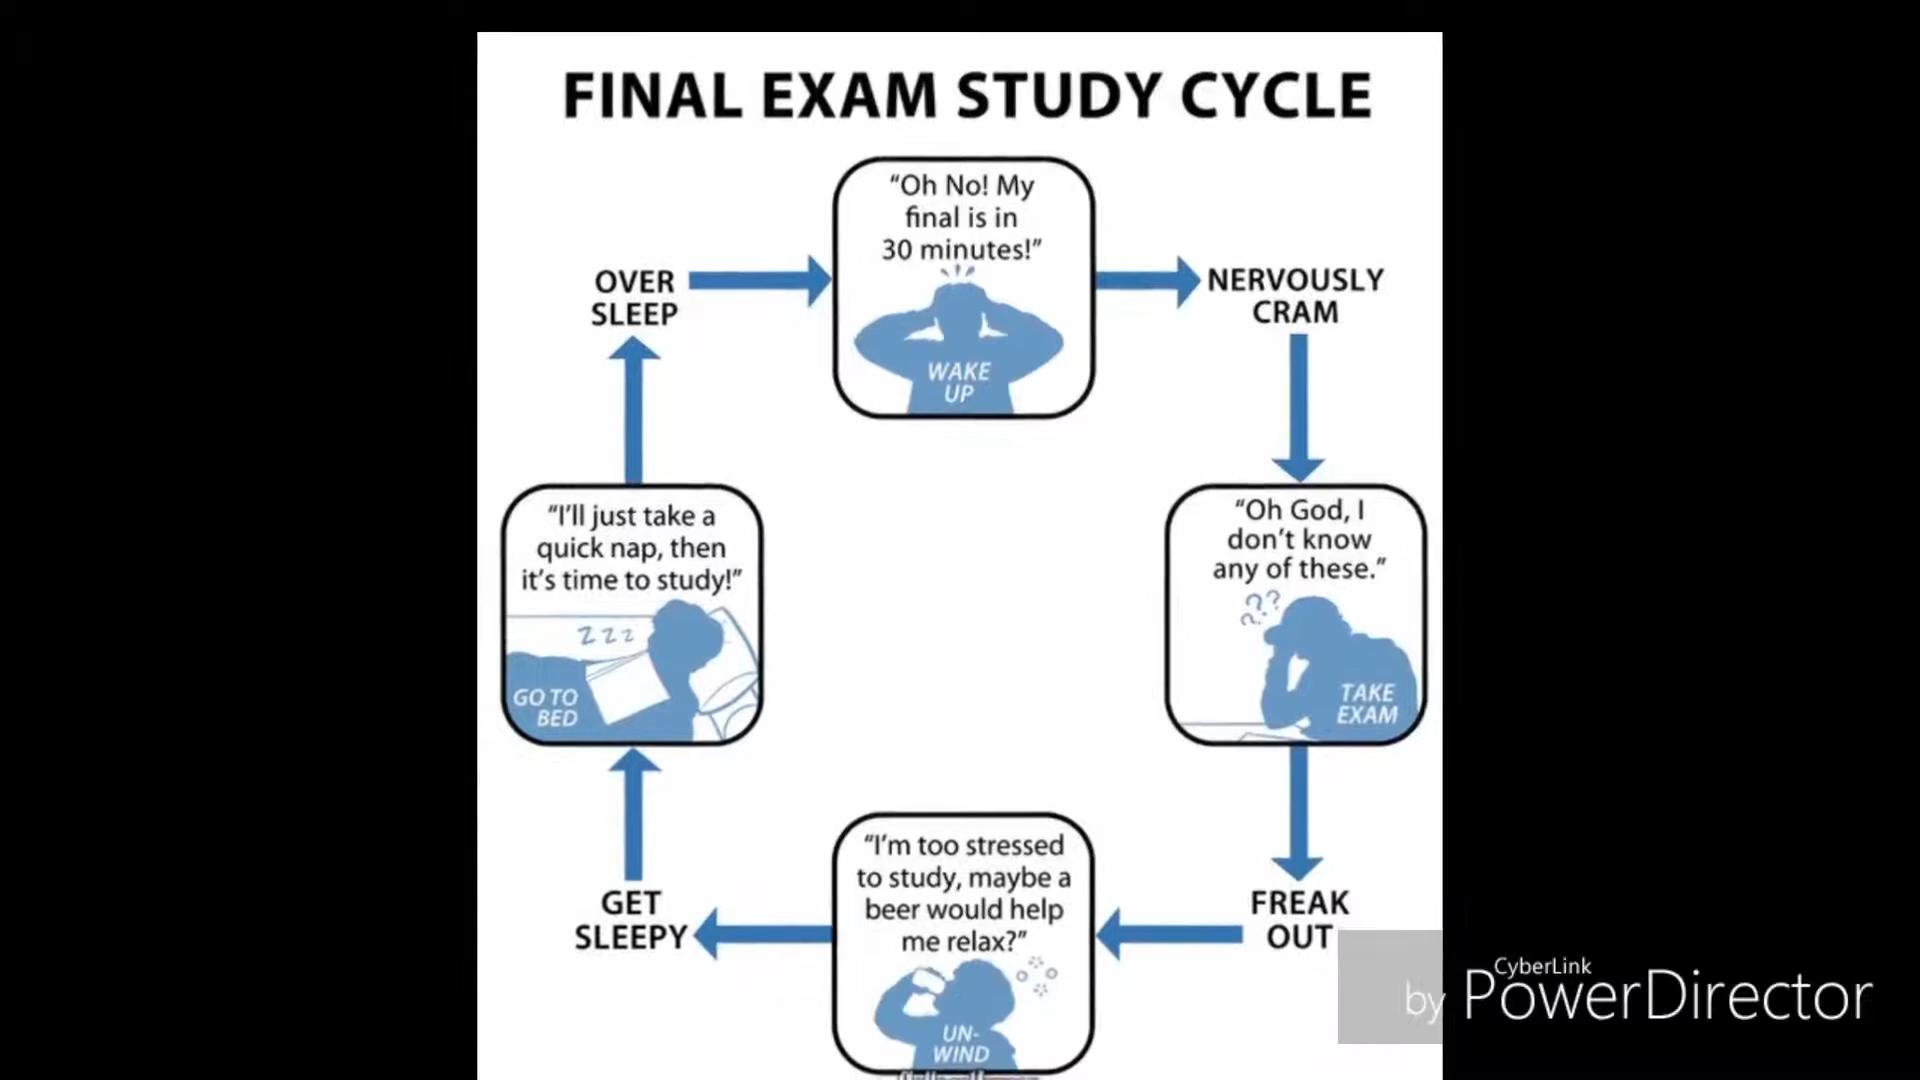 FINAL EXAM STUDY CYCLE
“Oh No! My
final is in
30 minutes!”
WAKE
UP
NERVOUSLY
CRAM
“Oh God, I
don’t know
any of these.”
???
??
TAKE
EXAM
FREAK
OUT
“I’m too stressed
to study, maybe a
beer would help
me relax?”
UN-
WIND
GET
SLEEPY
“I’ll just take a
quick nap, then
it’s time to study!”
Z Z Z
GO TO
BED
OVER
SLEEP
by CyberLink
PowerDirector